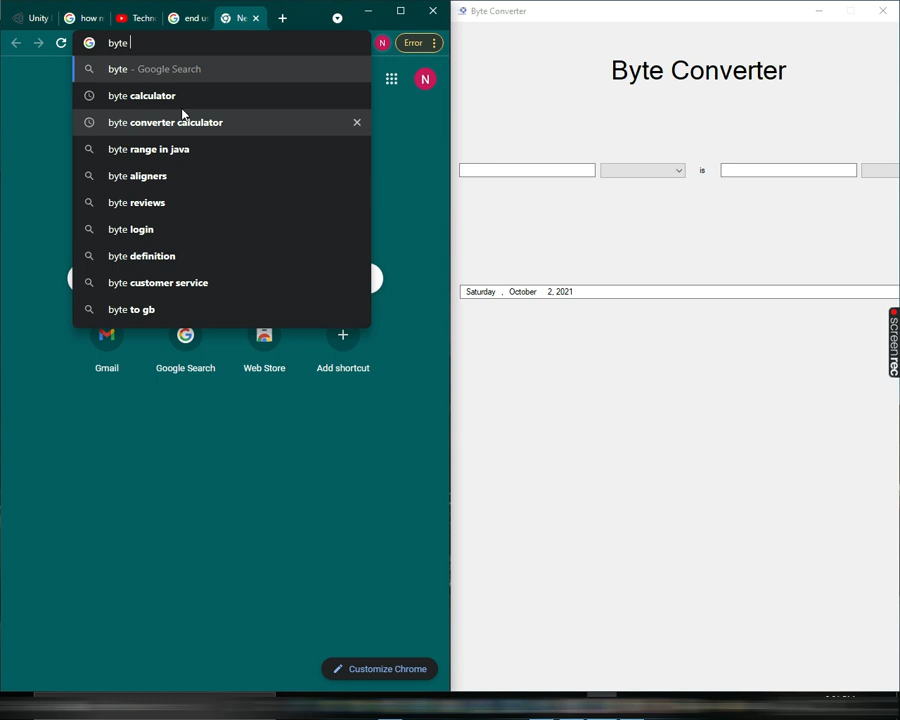 Unity
how n
Techn
end us
Ne
byte
N
Error
byte - Google Search
byte calculator
byte converter calculator
byte range in java
byte aligners
byte reviews
byte login
byte definition
byte customer service
byte to gb
N
Gmail
Google Search
Web Store
Add shortcut
Customize Chrome
Byte Converter
Byte Converter
is
Saturday , October 2, 2021
screenrec